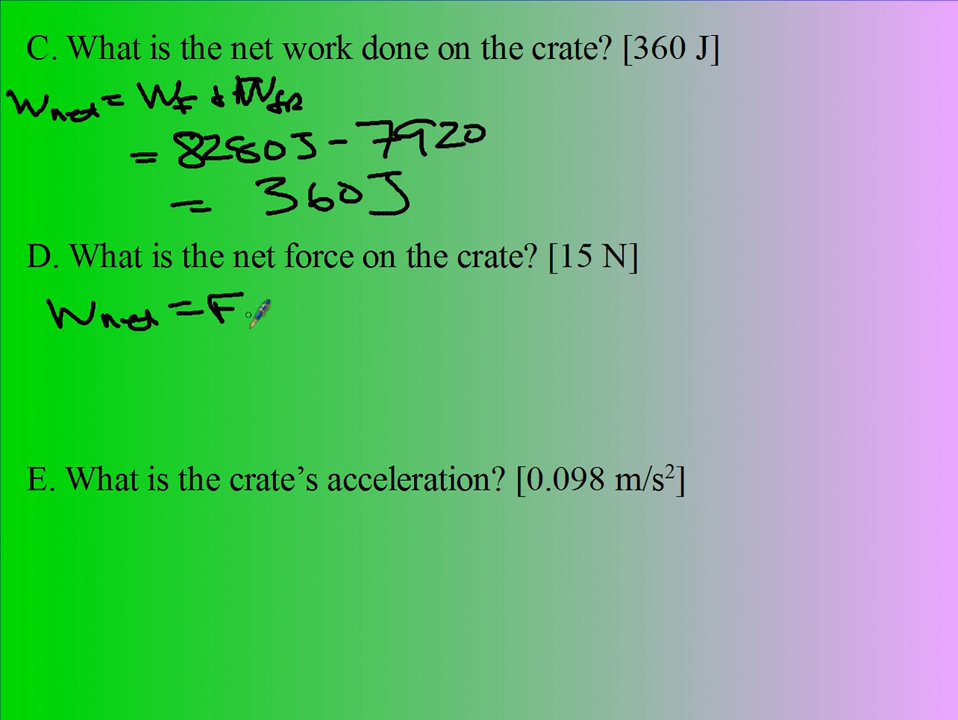 C. What is the net work done on the crate? [360 J]
Wnet = WF + Wfr
= 8280J - 7920
= 360J
D. What is the net force on the crate? [15 N]
Wnet = F
E. What is the crate's acceleration? [0.098 m/s²]